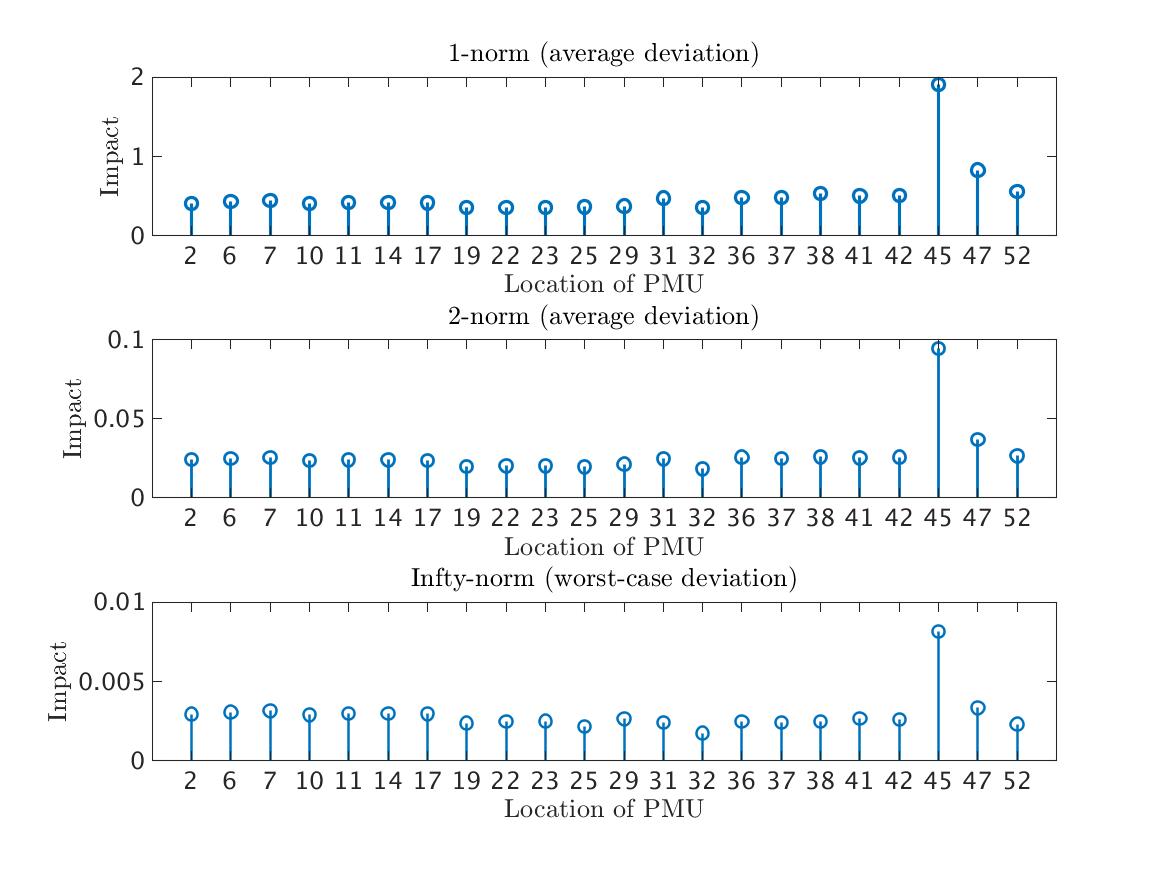 1-norm (average deviation)
2
1
0
Impact
2 6 7 10 11 14 17 19 22 23 25 29 31 32 36 37 38 41 42 45 47 52
Location of PMU
2-norm (average deviation)
0.1
0.05
0
Impact
2 6 7 10 11 14 17 19 22 23 25 29 31 32 36 37 38 41 42 45 47 52
Location of PMU
Infty-norm (worst-case deviation)
0.01
0.005
0
Impact
2 6 7 10 11 14 17 19 22 23 25 29 31 32 36 37 38 41 42 45 47 52
Location of PMU